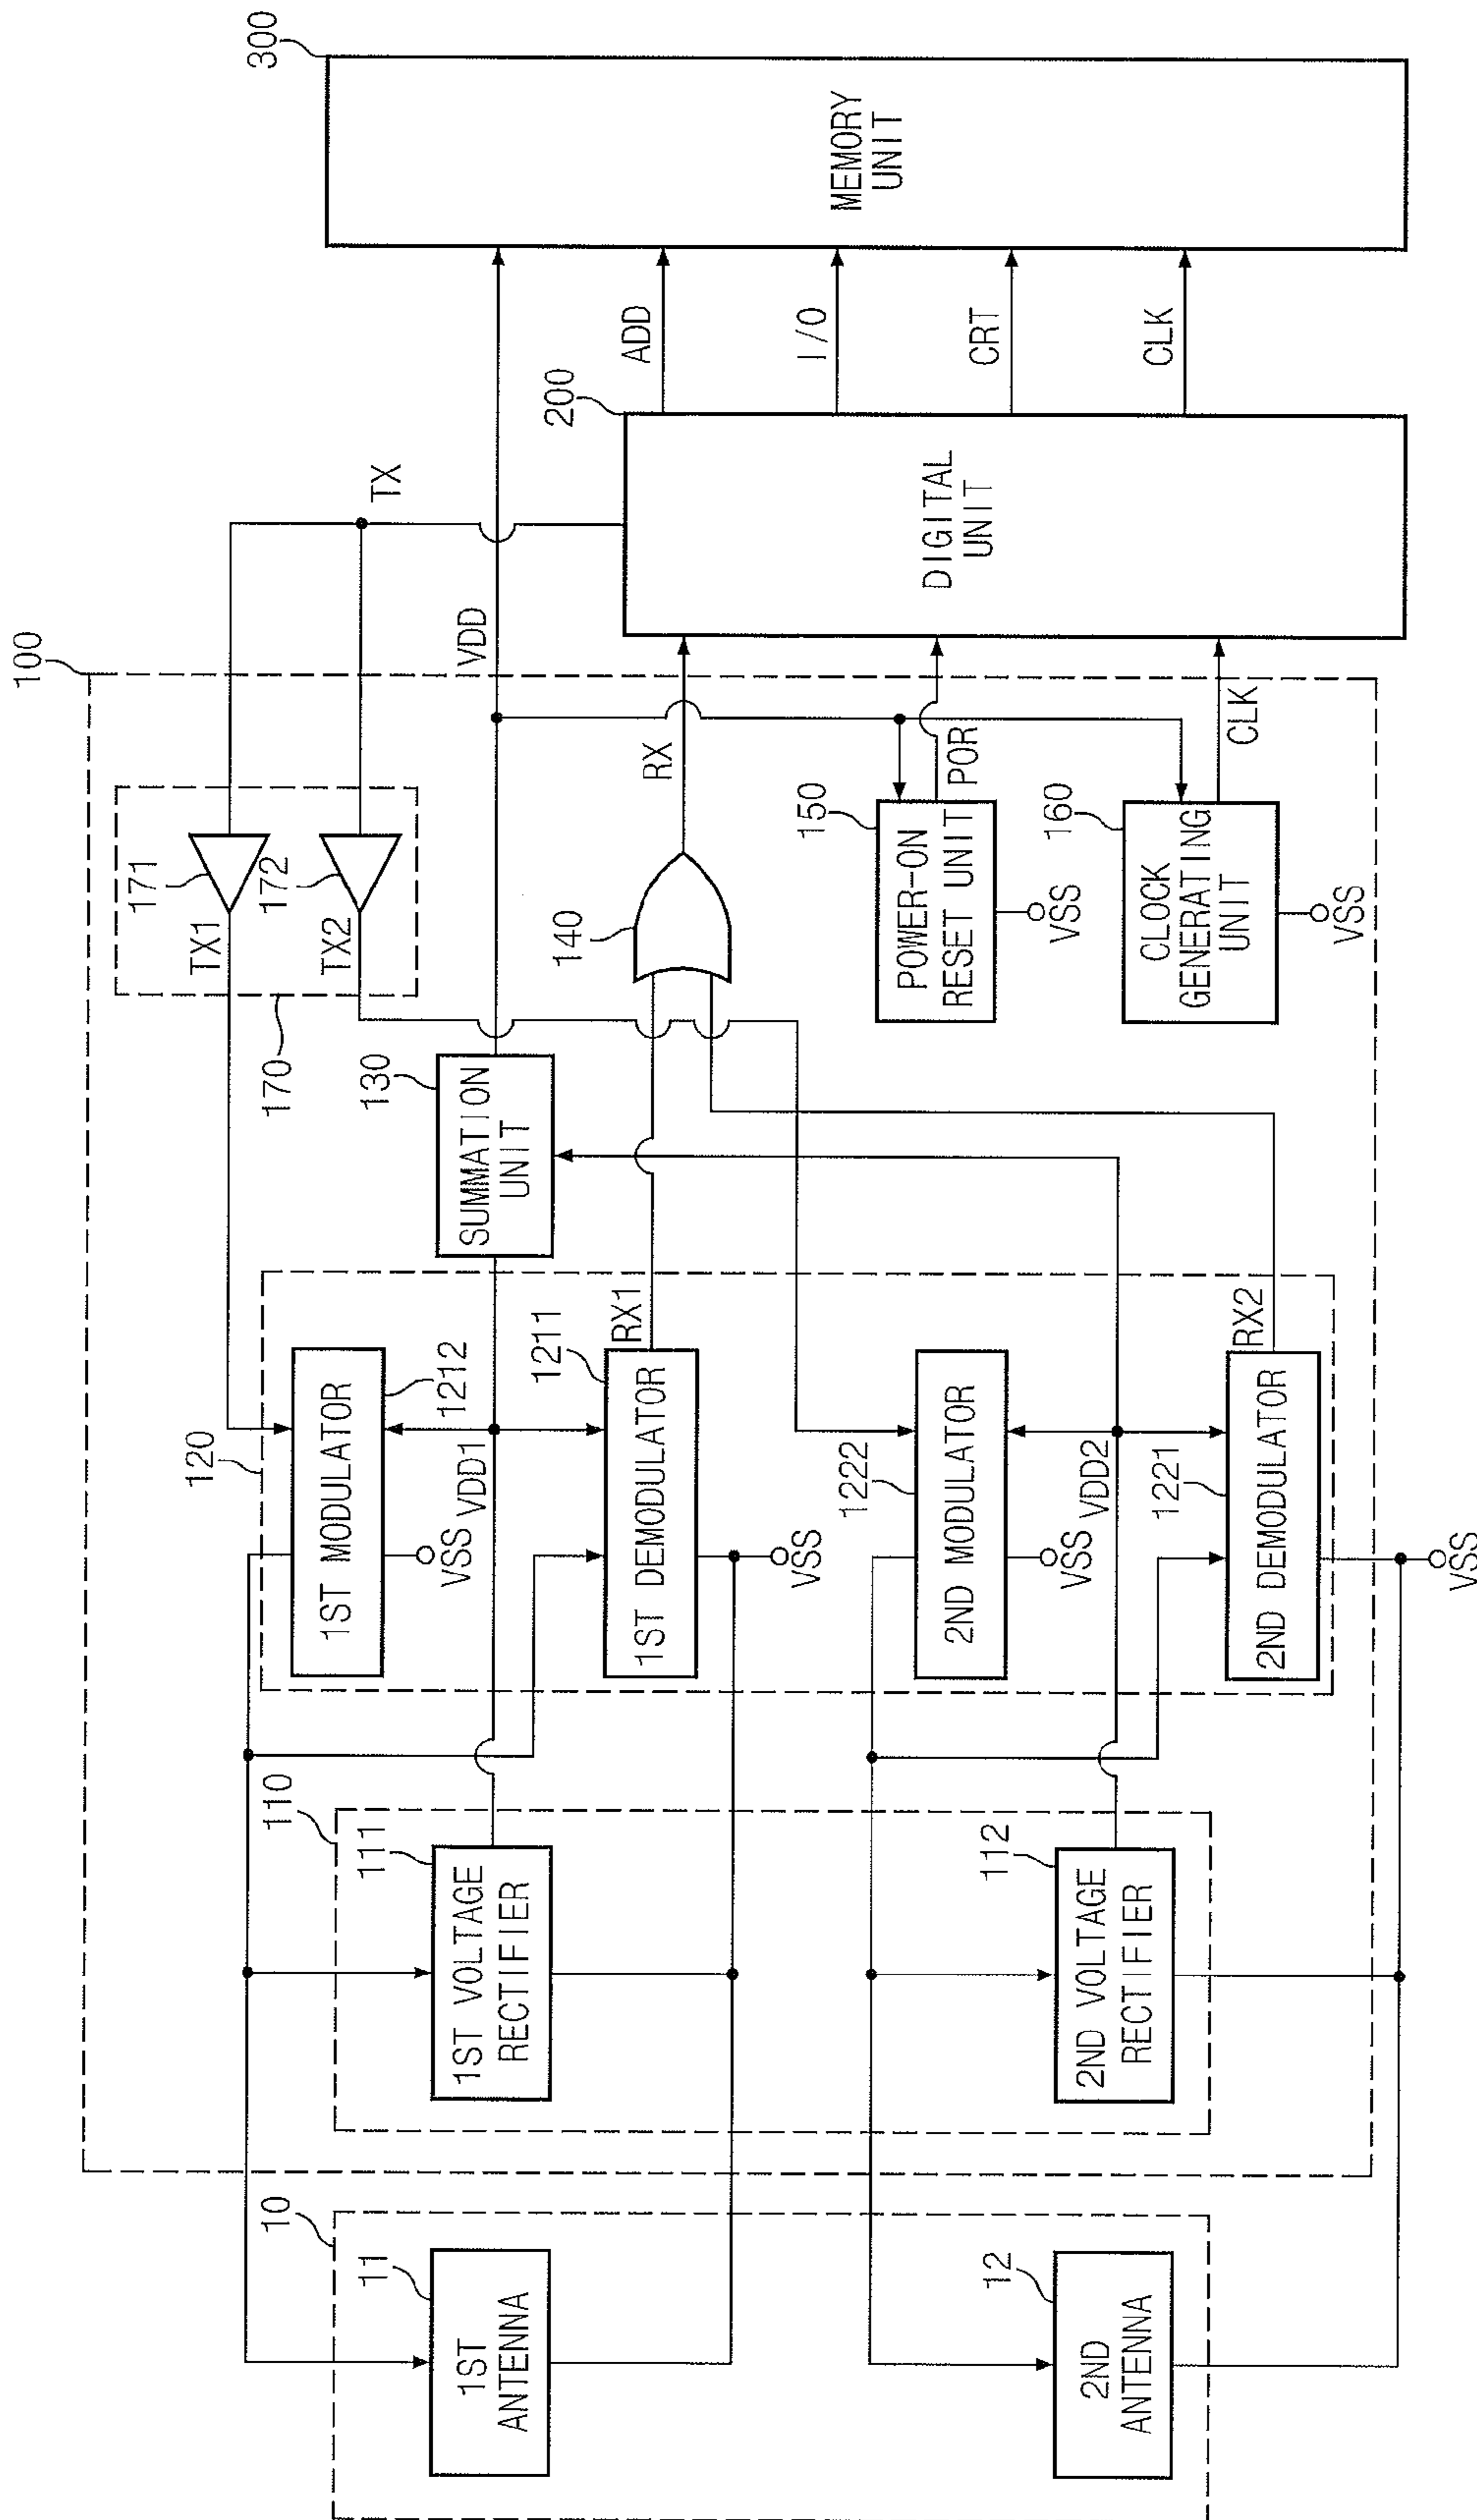 10
11
1ST
ANTENNA
12
2ND
ANTENNA
100
110
111
1ST VOLTAGE
RECTIFIER
112
2ND VOLTAGE
RECTIFIER
120
1ST MODULATOR
1212
VSS
VDD1
1ST DEMODULATOR
1211
RX1
VSS
2ND MODULATOR
1222
VSS
VDD2
2ND DEMODULATOR
1221
RX2
VSS
130
SUMMATION
UNIT
140
RX
170
171
TX1
172
TX2
TX
VDD
150
POWER-ON
RESET UNIT
POR
VSS
160
CLOCK
GENERATING
UNIT
CLK
VSS
200
DIGITAL
UNIT
ADD
I/O
CRT
CLK
300
MEMORY
UNIT